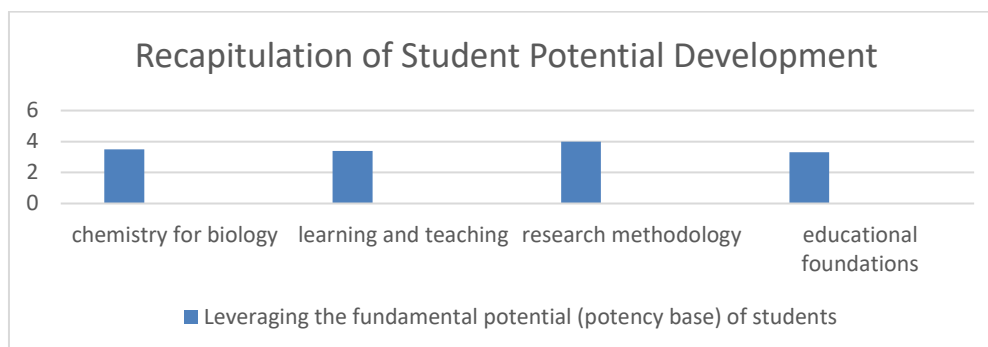 Recapitulation of Student Potential Development
6
4
2
0
chemistry for biology
learning and teaching
research methodology
educational
foundations
Leveraging the fundamental potential (potency base) of students